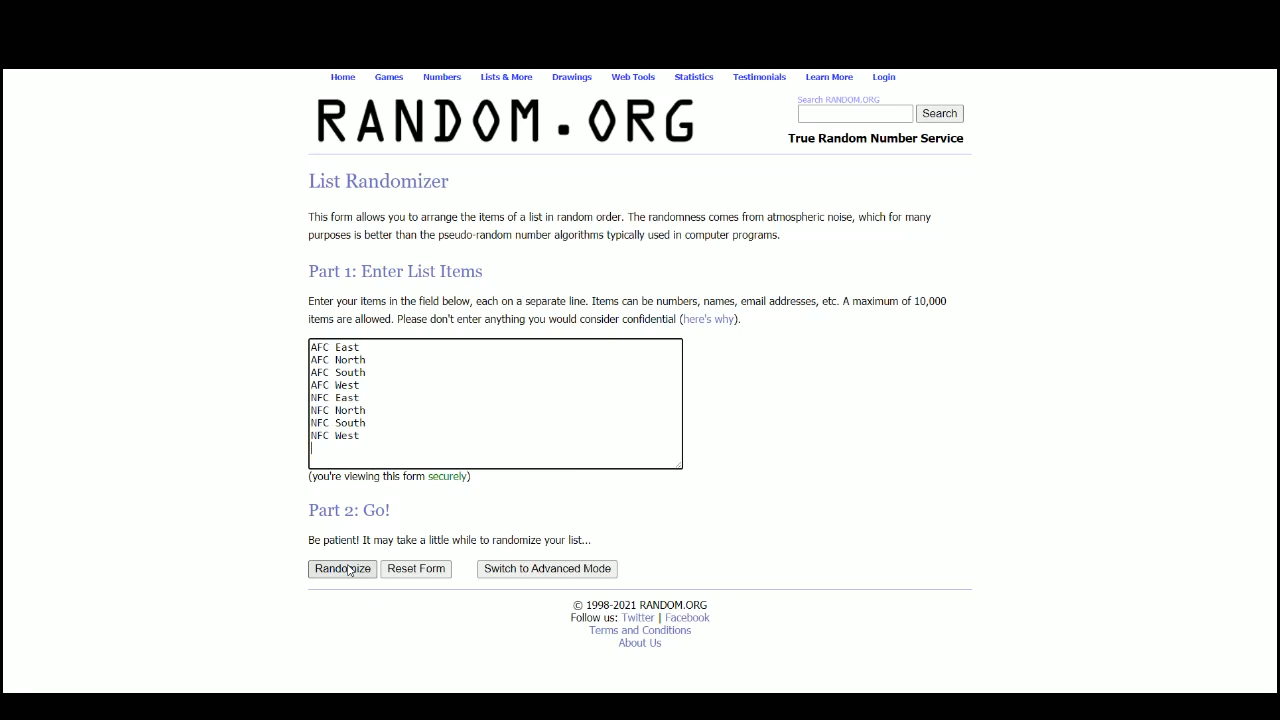 Home Games Numbers Lists & More Drawings Web Tools Statistics Testimonials Learn More Login
RANDOM.ORG
Search RANDOM.ORG
Search
True Random Number Service
List Randomizer
This form allows you to arrange the items of a list in random order. The randomness comes from atmospheric noise, which for many
purposes is better than the pseudo-random number algorithms typically used in computer programs.
Part 1: Enter List Items
Enter your items in the field below, each on a separate line. Items can be numbers, names, email addresses, etc. A maximum of 10,000
items are allowed. Please don't enter anything you would consider confidential (here's why).
AFC East
AFC North
AFC South
AFC West
NFC East
NFC North
NFC South
NFC West
(you're viewing this form securely)
Part 2: Go!
Be patient! It may take a little while to randomize your list...
Randomize Reset Form Switch to Advanced Mode
© 1998-2021 RANDOM.ORG
Follow us: Twitter | Facebook
Terms and Conditions
About Us